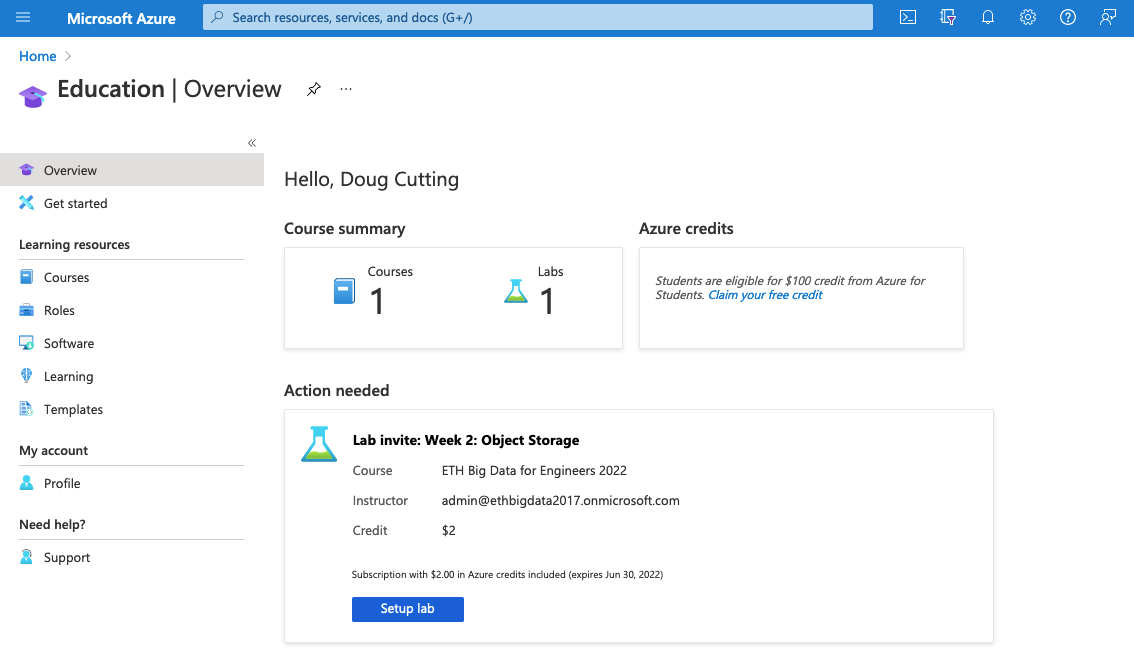 Microsoft Azure
Search resources, services, and docs (G+/)
Home
Education | Overview
Overview
Get started
Learning resources
Courses
Roles
Software
Learning
Templates
My account
Profile
Need help?
Support
Hello, Doug Cutting
Course summary
Courses
1
Labs
1
Azure credits
Students are eligible for $100 credit from Azure for
Students. Claim your free credit
Action needed
Lab invite: Week 2: Object Storage
Course ETH Big Data for Engineers 2022
Instructor admin@ethbigdata2017.onmicrosoft.com
Credit $2
Subscription with $2.00 in Azure credits included (expires Jun 30, 2022)
Setup lab